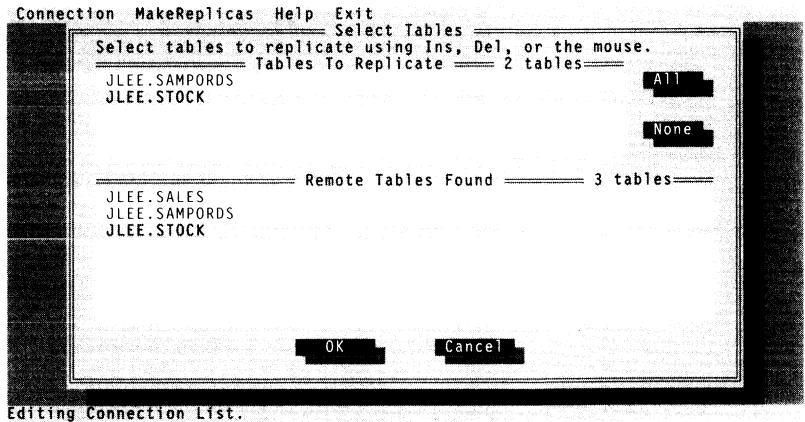 Connection MakeReplicas Help Exit
Select Tables
Select tables to replicate using Ins, Del, or the mouse.
Tables To Replicate 2 tables
JLEE.SAMPORDS
JLEE.STOCK
All
None
Remote Tables Found 3 tables
JLEE.SALES
JLEE.SAMPORDS
JLEE.STOCK
OK Cancel
Editing Connection List.